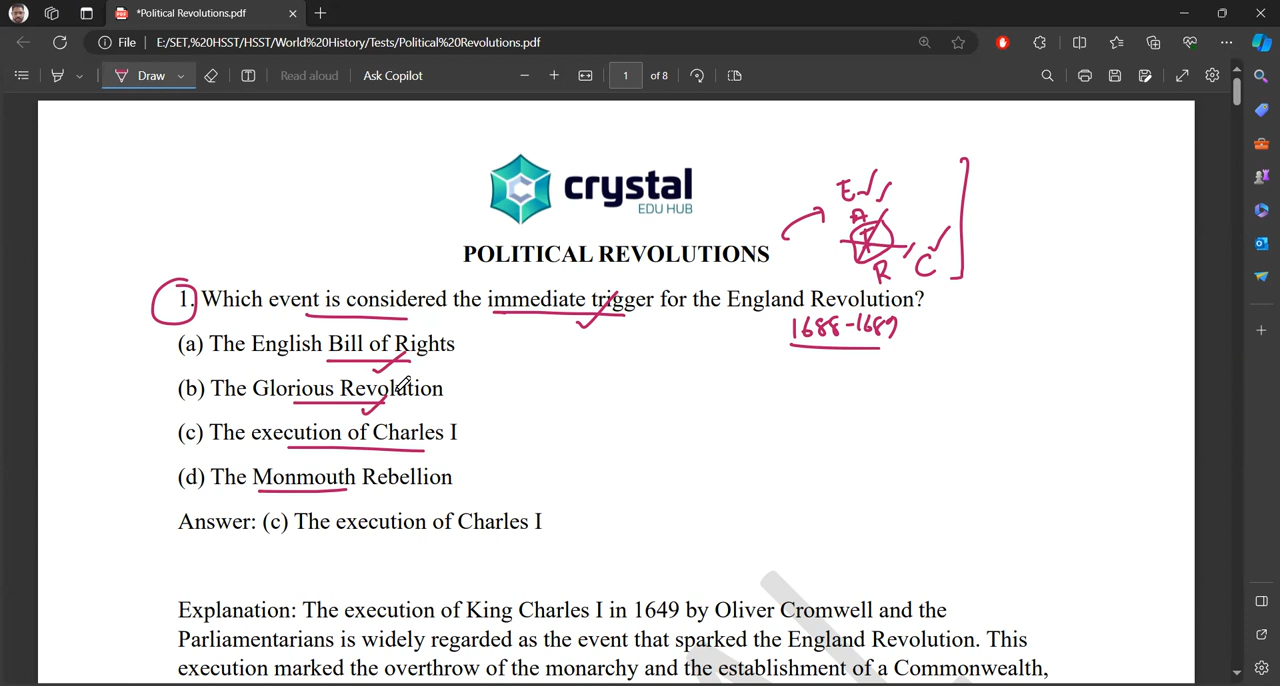 *Political Revolutions.pdf
File E:/SET,%20HSST/HSST/World%20History/Tests/Political%20Revolutions.pdf
Draw Read aloud Ask Copilot 1 of 8
crystal
EDU HUB
E
A
F
R C
POLITICAL REVOLUTIONS
1. Which event is considered the immediate trigger for the England Revolution?
1688-1689
(a) The English Bill of Rights
(b) The Glorious Revolution
(c) The execution of Charles I
(d) The Monmouth Rebellion
Answer: (c) The execution of Charles I
Explanation: The execution of King Charles I in 1649 by Oliver Cromwell and the
Parliamentarians is widely regarded as the event that sparked the England Revolution. This
execution marked the overthrow of the monarchy and the establishment of a Commonwealth,